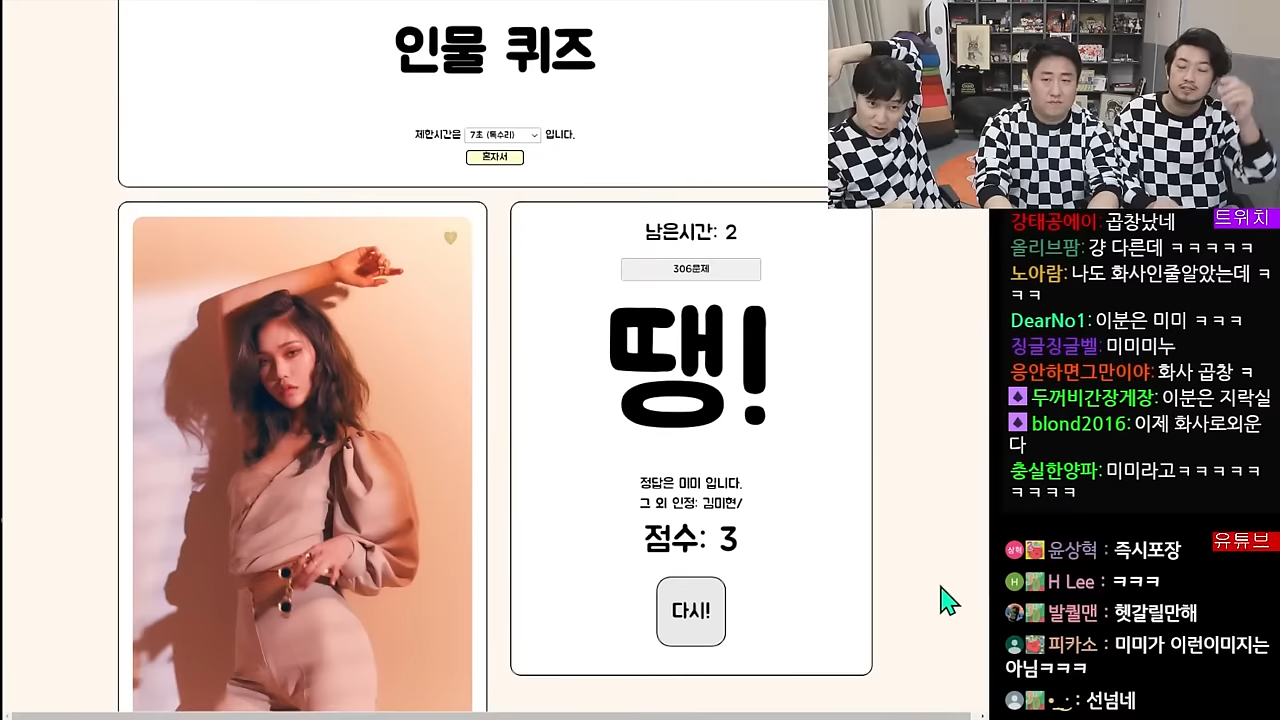 인물 퀴즈
제한시간은 7초 (독수리) 입니다.
혼자서
남은시간: 2
306문제
땡!
정답은 미미 입니다.
그 외 인정: 김미현/
점수: 3
다시!
트위치
강태공에이: 곱창났네
올리브팜: 걍 다른데 ㅋㅋㅋㅋㅋ
노아람: 나도 화사인줄알았는데 ㅋ
ㅋㅋ
DearNo1: 이분은 미미 ㅋㅋㅋ
징글징글벨: 미미미누
응안하면그만이야: 화사 곱창 ㅋ
두꺼비간장게장: 이분은 지락실
blond2016: 이제 화사로외운
다
충실한양파: 미미라고ㅋㅋㅋㅋㅋ
ㅋㅋㅋㅋ
유튜브
상혁 윤상혁 : 즉시포장
H H Lee : ㅋㅋㅋ
발퀄맨 : 헷갈릴만해
피카소 : 미미가 이런이미지는
아님ㅋㅋㅋ
: 선넘네